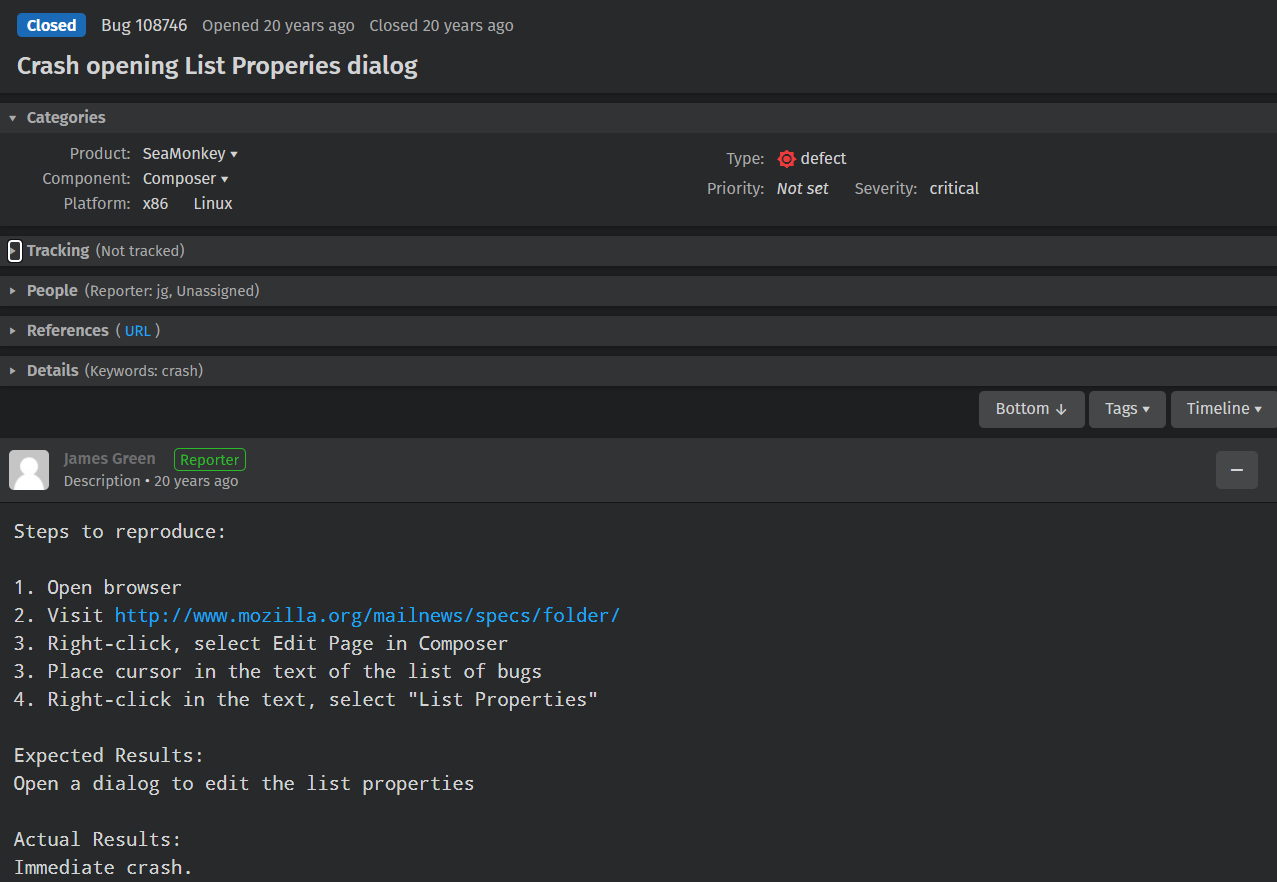 Closed Bug 108746 Opened 20 years ago Closed 20 years ago
Crash opening List Properies dialog
▾ Categories
Product: SeaMonkey ▾
Component: Composer ▾
Platform: x86 Linux
Type: defect
Priority: Not set Severity: critical
▸ Tracking (Not tracked)
▸ People (Reporter: jg, Unassigned)
▸ References ( URL )
▸ Details (Keywords: crash)
Bottom ↓ Tags ▾ Timeline ▾
James Green Reporter
Description • 20 years ago
Steps to reproduce:
1. Open browser
2. Visit http://www.mozilla.org/mailnews/specs/folder/
3. Right-click, select Edit Page in Composer
3. Place cursor in the text of the list of bugs
4. Right-click in the text, select "List Properties"
Expected Results:
Open a dialog to edit the list properties
Actual Results:
Immediate crash.